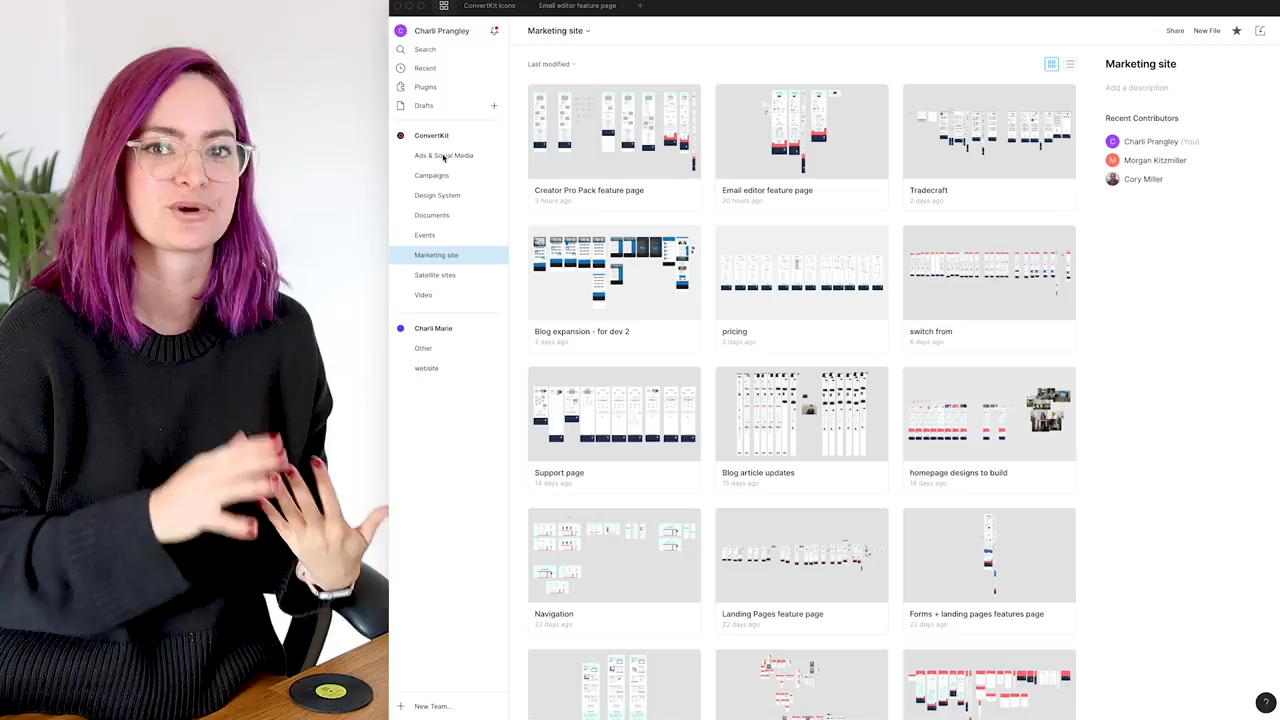 ConvertKit Icons
Email editor feature page
Charli Prangley
Search
Recent
Plugins
Drafts
ConvertKit
Ads & Social Media
Campaigns
Design System
Documents
Events
Marketing site
Satellite sites
Video
Charli Marie
Other
website
New Team...
Marketing site
Share
New File
Last modified
Creator Pro Pack feature page
3 hours ago
Email editor feature page
20 hours ago
Tradecraft
2 days ago
Blog expansion - for dev 2
2 days ago
pricing
2 days ago
switch from
6 days ago
Support page
14 days ago
Blog article updates
15 days ago
homepage designs to build
16 days ago
Navigation
22 days ago
Landing Pages feature page
22 days ago
Forms + landing pages features page
22 days ago
Marketing site
Add a description
Recent Contributors
C Charli Prangley (You)
M Morgan Kitzmiller
Cory Miller